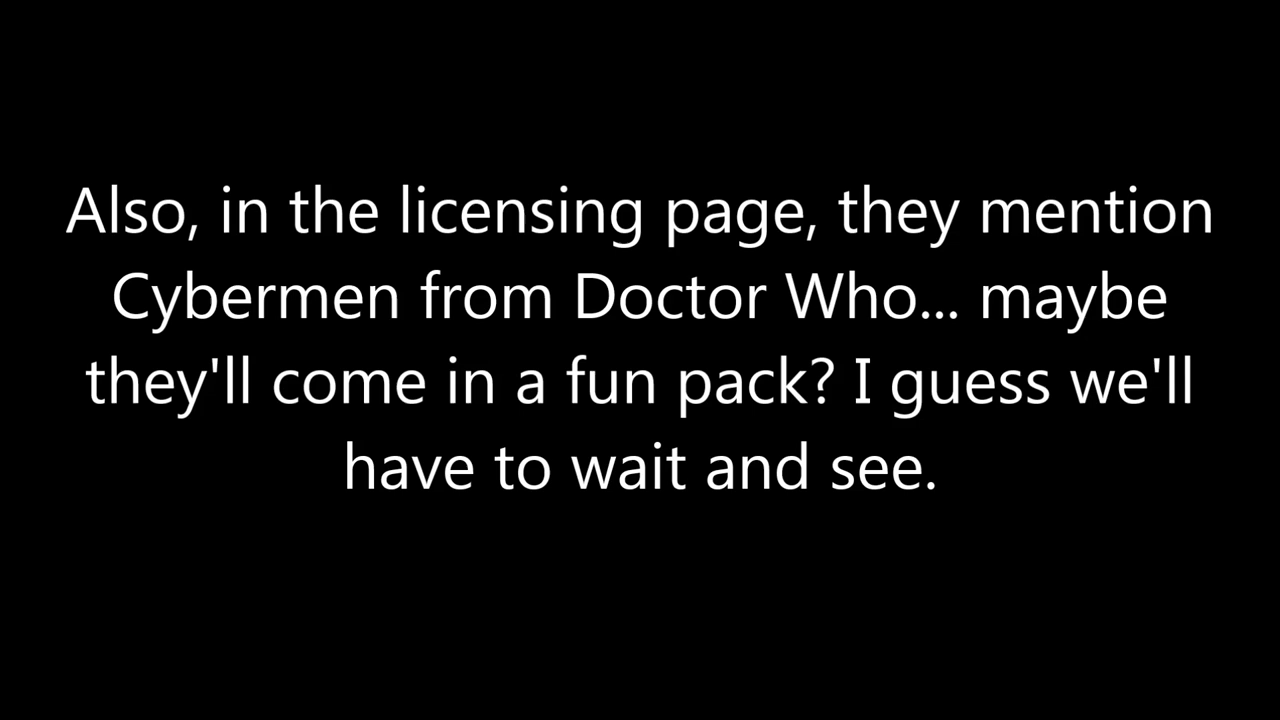 Also, in the licensing page, they mention
Cybermen from Doctor Who... maybe
they'll come in a fun pack? I guess we'll
have to wait and see.